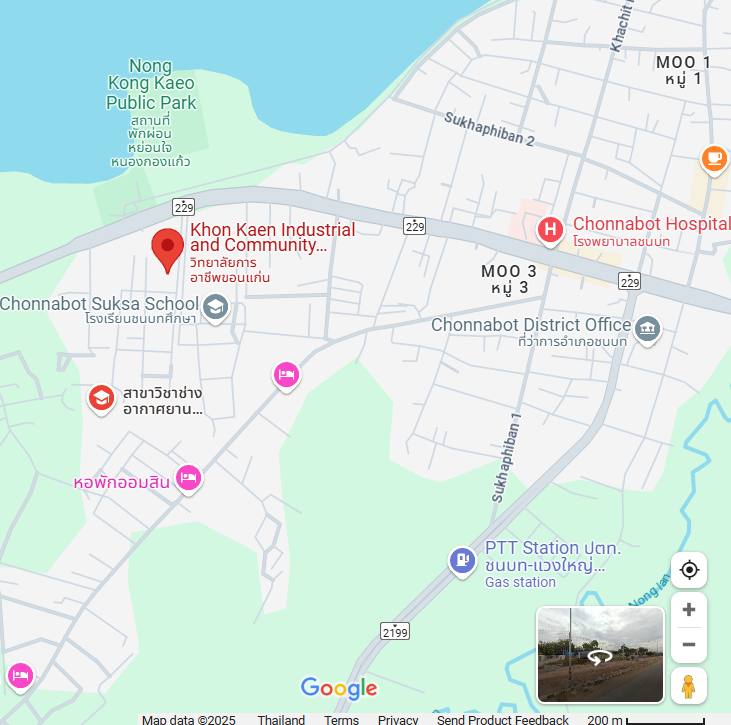 Khachit
MOO 1
หมู่ 1
Nong
Kong Kaeo
Public Park
สถานที่
พักผ่อน
หย่อนใจ
หนองกองแก้ว
Sukhaphiban 2
229
229
Khon Kaen Industrial
and Community...
วิทยาลัยการ
อาชีพขอนแก่น
H
Chonnabot Hospital
โรงพยาบาลชนบท
MOO 3
หมู่ 3
229
Chonnabot Suksa School
โรงเรียนชนบทศึกษา
Chonnabot District Office
ที่ว่าการอำเภอชนบท
สาขาวิชาช่าง
อากาศยาน...
Sukhaphiban 1
หอพักออมสิน
PTT Station ปตท.
ชนบท-แวงใหญ่...
Gas station
Nong Ian
2199
Google
Map data ©2025 Thailand Terms Privacy Send Product Feedback 200 m